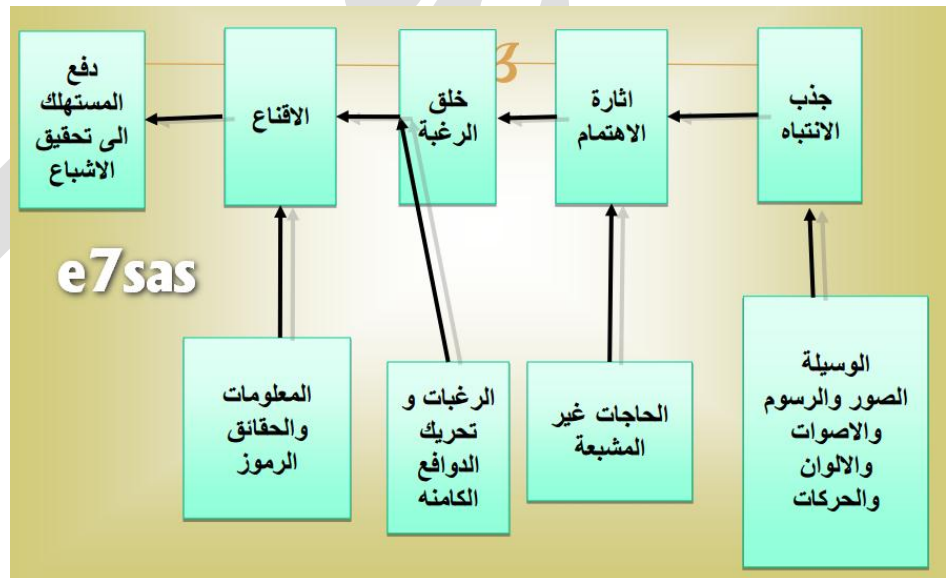 جذب
الانتباه
اثارة
الاهتمام
خلق
الرغبة
الاقناع
دفع
المستهلك
الى تحقيق
الاشباع
e7sas
الوسيلة
الصور والرسوم
والاصوات
والالوان
والحركات
الحاجات غير
المشبعة
الرغبات و
تحريك
الدوافع
الكامنه
المعلومات
والحقائق
الرموز